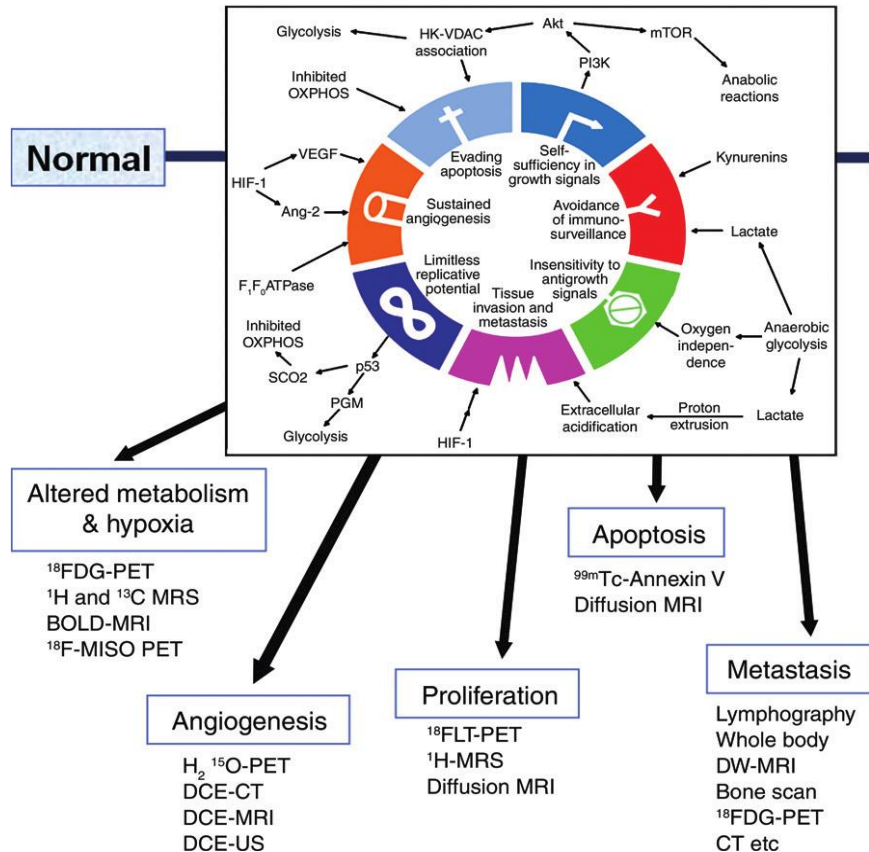 Glycolysis
HK-VDAC
association
Akt
mTOR
PI3K
Anabolic
reactions
Inhibited
OXPHOS
Normal
VEGF
HIF-1
Ang-2
F₁F₀ATPase
Evading
apoptosis
Self-
sufficiency in
growth signals
Kynurenins
Sustained
angiogenesis
Avoidance
of immuno-
surveillance
Lactate
Limitless
replicative
potential
Insensitivity to
antigrowth
signals
Tissue
invasion and
metastasis
Inhibited
OXPHOS
SCO2
p53
PGM
Glycolysis
HIF-1
Oxygen
indepen-
dence
Anaerobic
glycolysis
Extracellular
acidification
Proton
extrusion
Lactate
Altered metabolism
& hypoxia
¹⁸FDG-PET
¹H and ¹³C MRS
BOLD-MRI
¹⁸F-MISO PET
Angiogenesis
H₂ ¹⁵O-PET
DCE-CT
DCE-MRI
DCE-US
Proliferation
¹⁸FLT-PET
¹H-MRS
Diffusion MRI
Apoptosis
⁹⁹ᵐTc-Annexin V
Diffusion MRI
Metastasis
Lymphography
Whole body
DW-MRI
Bone scan
¹⁸FDG-PET
CT etc